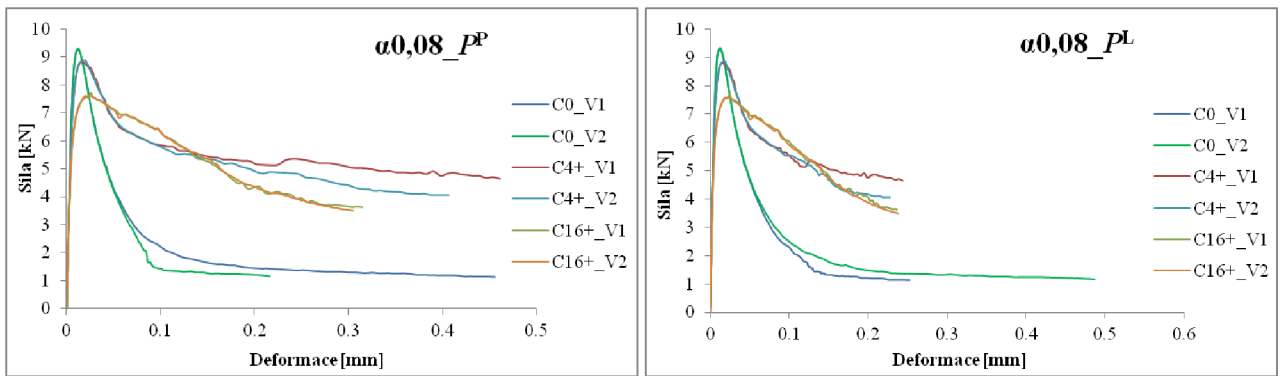 α0,08_Pᴾ
Síla [kN]
10
9
8
7
6
5
4
3
2
1
0
0
0.1
0.2
0.3
0.4
0.5
Deformace [mm]
C0_V1
C0_V2
C4+_V1
C4+_V2
C16+_V1
C16+_V2
α0,08_Pᴸ
Síla [kN]
10
9
8
7
6
5
4
3
2
1
0
0
0.1
0.2
0.3
0.4
0.5
0.6
Deformace [mm]
C0_V1
C0_V2
C4+_V1
C4+_V2
C16+_V1
C16+_V2